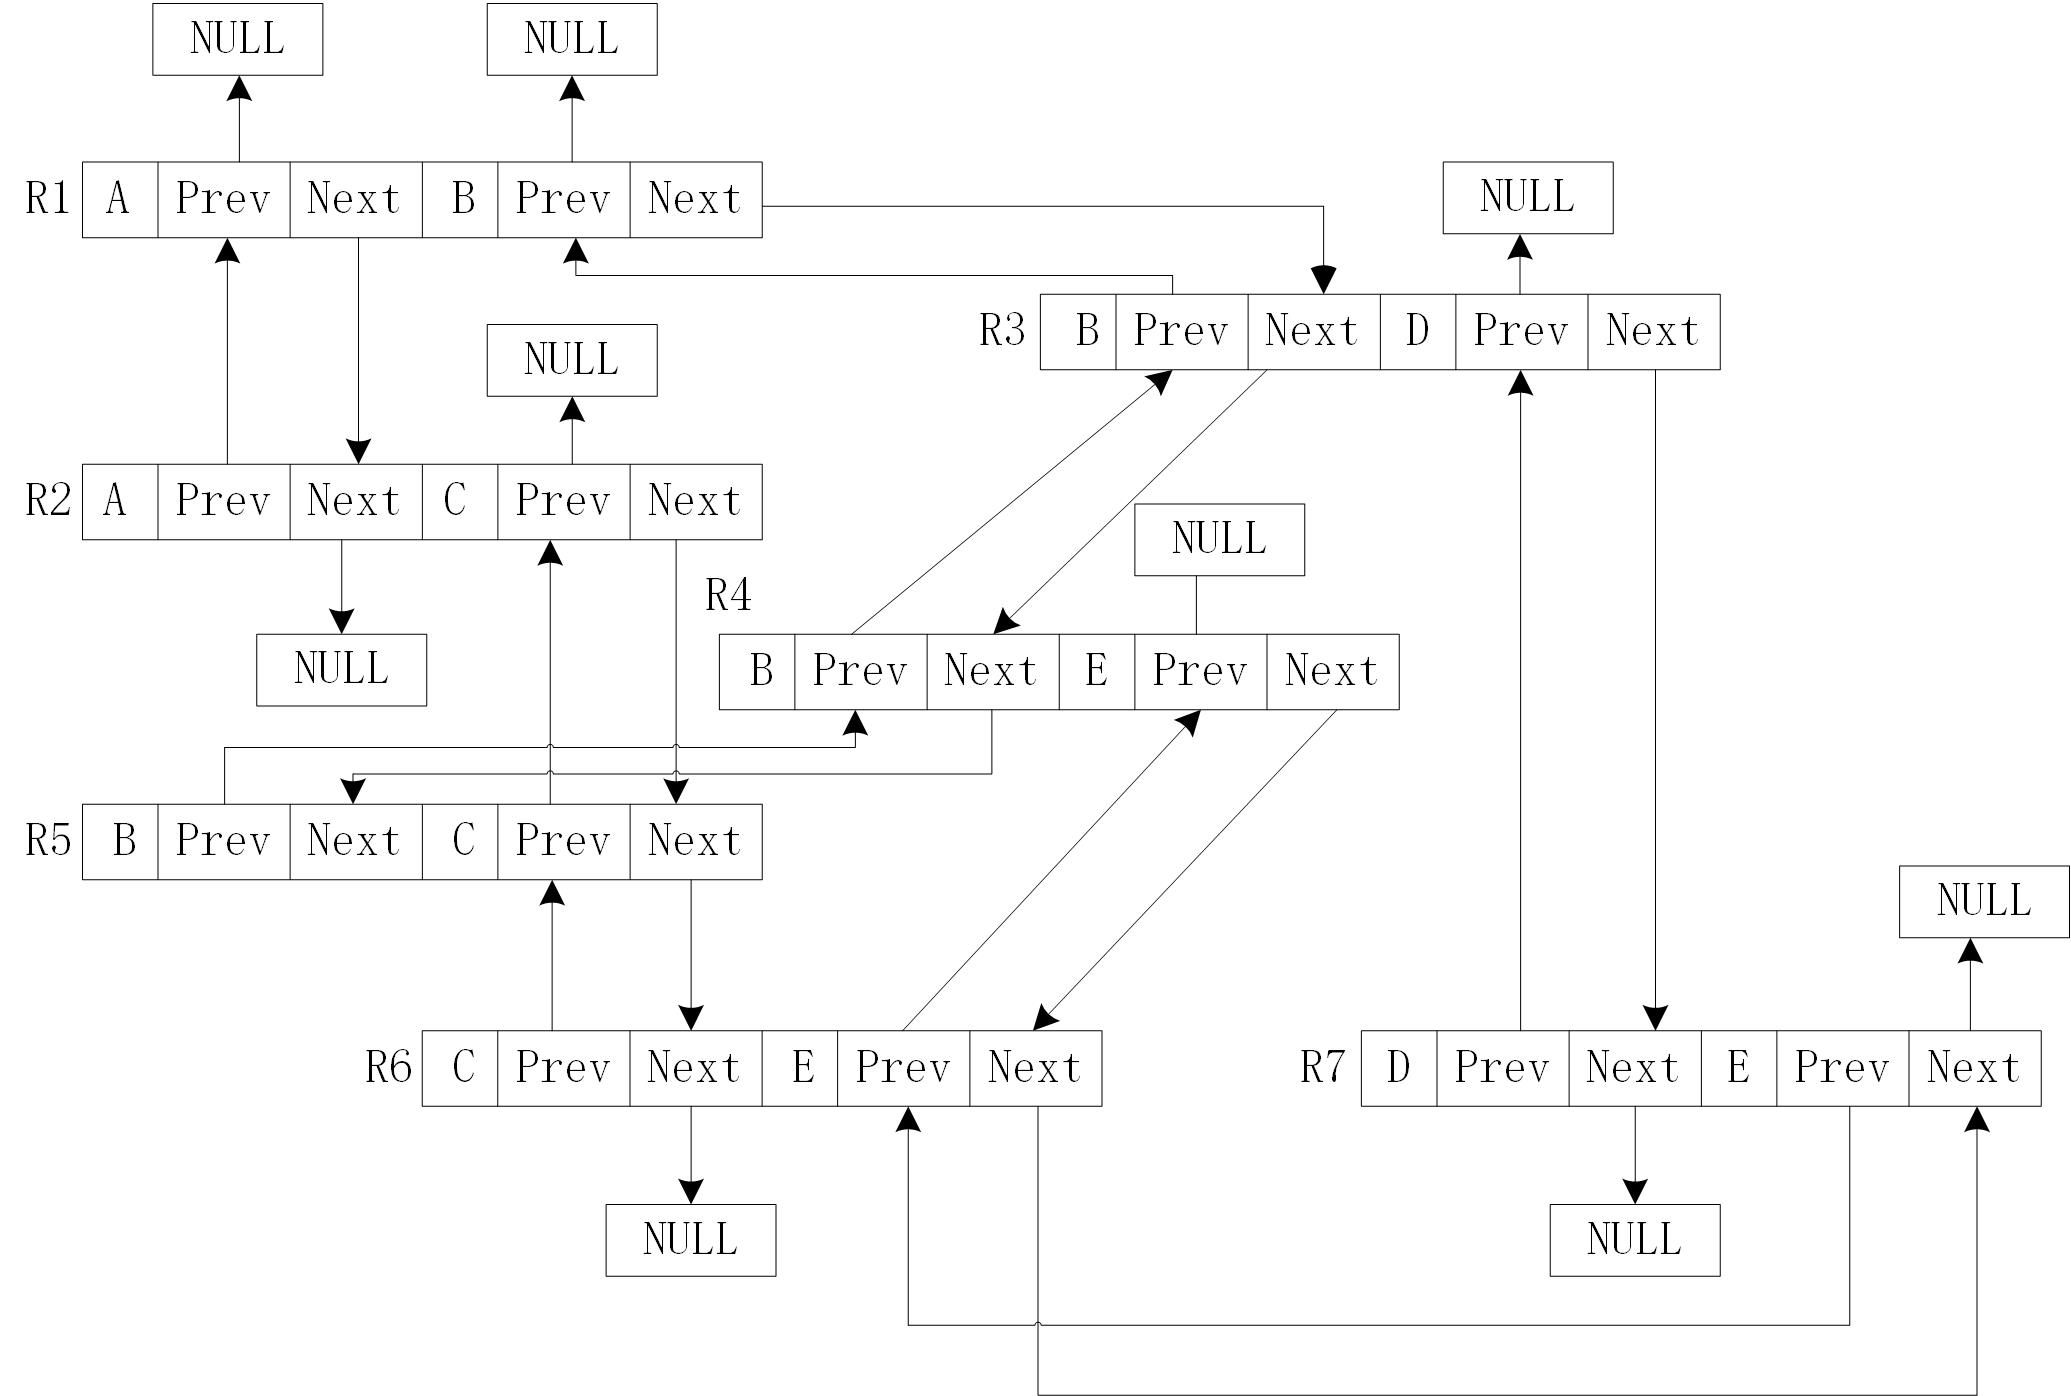 NULL NULL
R1 A Prev Next B Prev Next
NULL
R3 B Prev Next D Prev Next
NULL
R2 A Prev Next C Prev Next
NULL
R4
NULL
B Prev Next E Prev Next
R5 B Prev Next C Prev Next
NULL
R6 C Prev Next E Prev Next
R7 D Prev Next E Prev Next
NULL
NULL